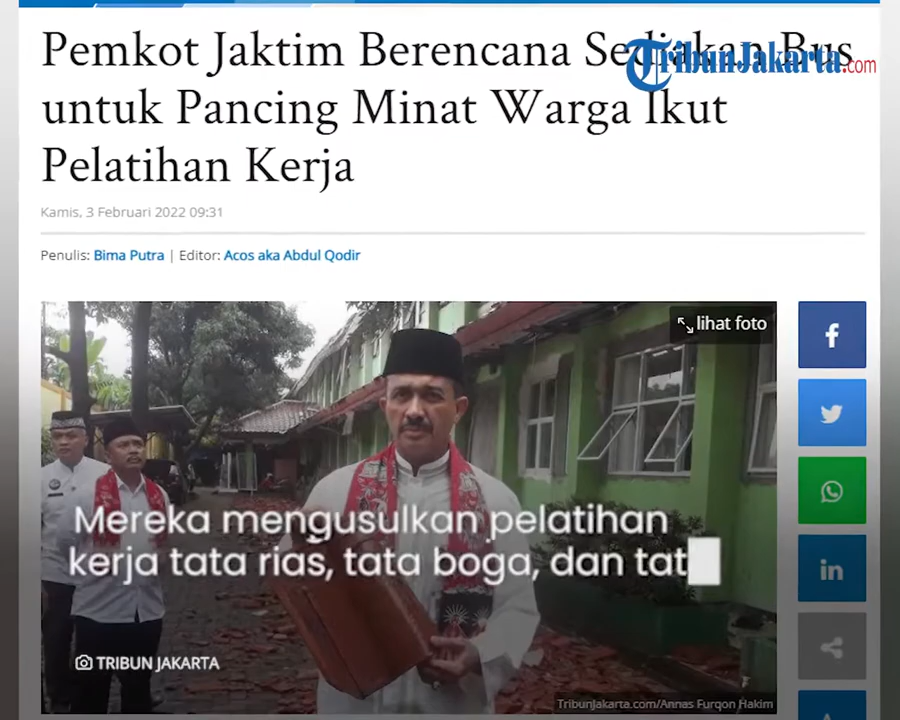 Pemkot Jaktim Berencana Sediakan Bus
TribunJakarta.com
untuk Pancing Minat Warga Ikut
Pelatihan Kerja
Kamis, 3 Februari 2022 09:31
Penulis: Bima Putra | Editor: Acos aka Abdul Qodir
lihat foto
Mereka mengusulkan pelatihan
kerja tata rias, tata boga, dan tat
TRIBUN JAKARTA
TribunJakarta.com/Annas Furqon Hakim